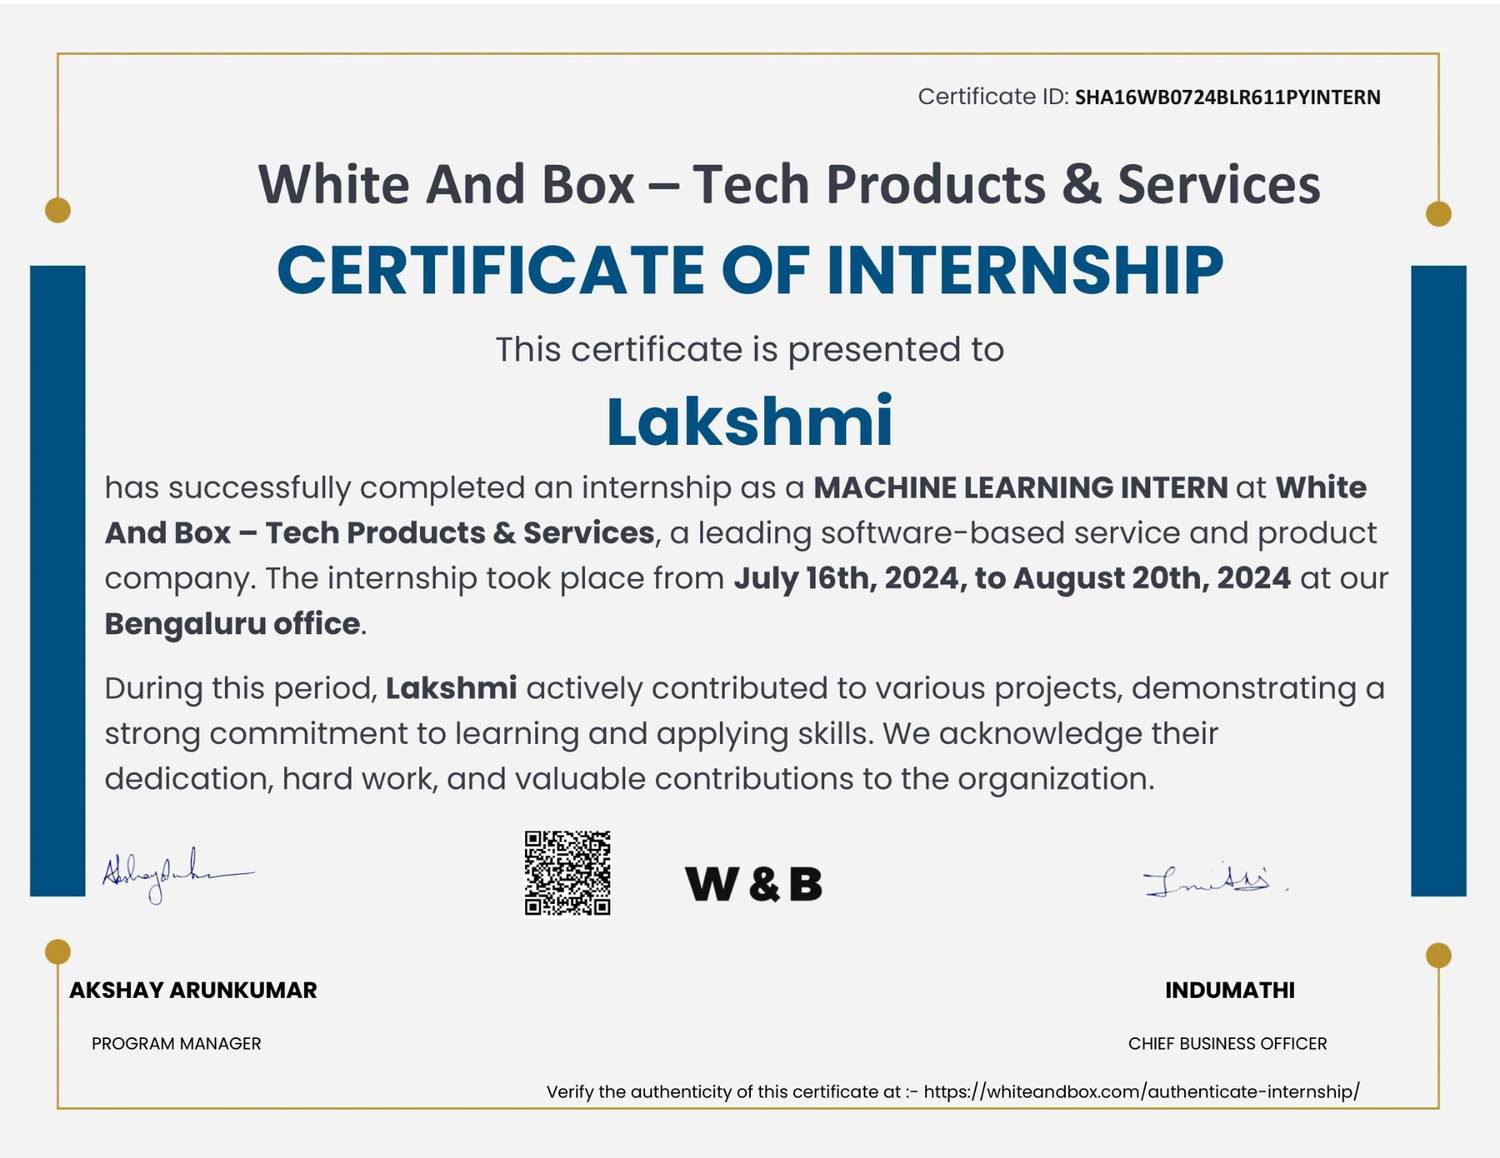 Certificate ID: SHA16WB0724BLR611PYINTERN
White And Box – Tech Products & Services
CERTIFICATE OF INTERNSHIP
This certificate is presented to
Lakshmi
has successfully completed an internship as a MACHINE LEARNING INTERN at White
And Box – Tech Products & Services, a leading software-based service and product
company. The internship took place from July 16th, 2024, to August 20th, 2024 at our
Bengaluru office.
During this period, Lakshmi actively contributed to various projects, demonstrating a
strong commitment to learning and applying skills. We acknowledge their
dedication, hard work, and valuable contributions to the organization.
W & B
AKSHAY ARUNKUMAR
INDUMATHI
PROGRAM MANAGER
CHIEF BUSINESS OFFICER
Verify the authenticity of this certificate at :- https://whiteandbox.com/authenticate-internship/